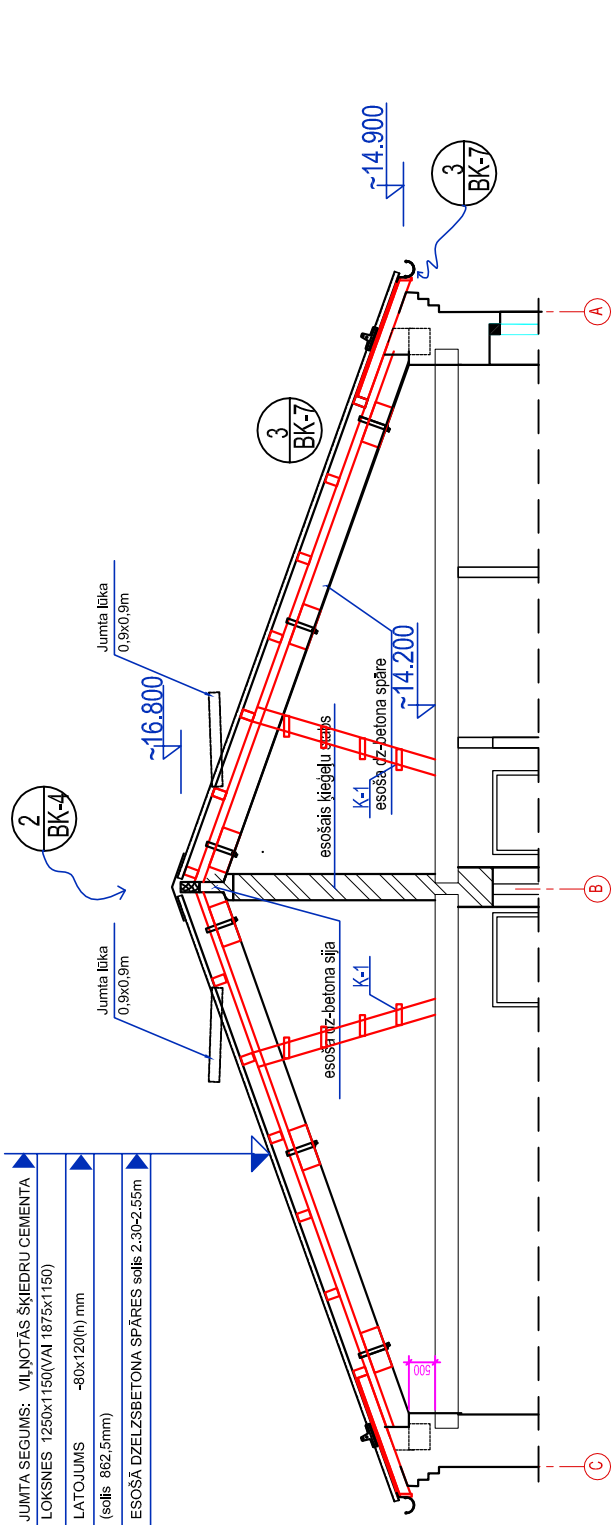 JUMTA SEGUMS: VIĻŅOTĀS ŠĶIEDRU CEMENTA
LOKSNES 1250x1150(VAI 1875x1150)
LATOJUMS -80x120(h) mm
(solis 862,5mm)
ESOŠĀ DZELZSBETONA SPĀRES solis 2.30-2.55m
2
BK-4
Jumta lūka
0,9x0,9m
Jumta lūka
0,9x0,9m
~16.800
3
BK-7
~14.900
3
BK-7
esošā dz-betona sija
K-1
esošais ķieģeļu stabs
K-1
esoša dz-betona spāre
~14.200
500
C
B
A